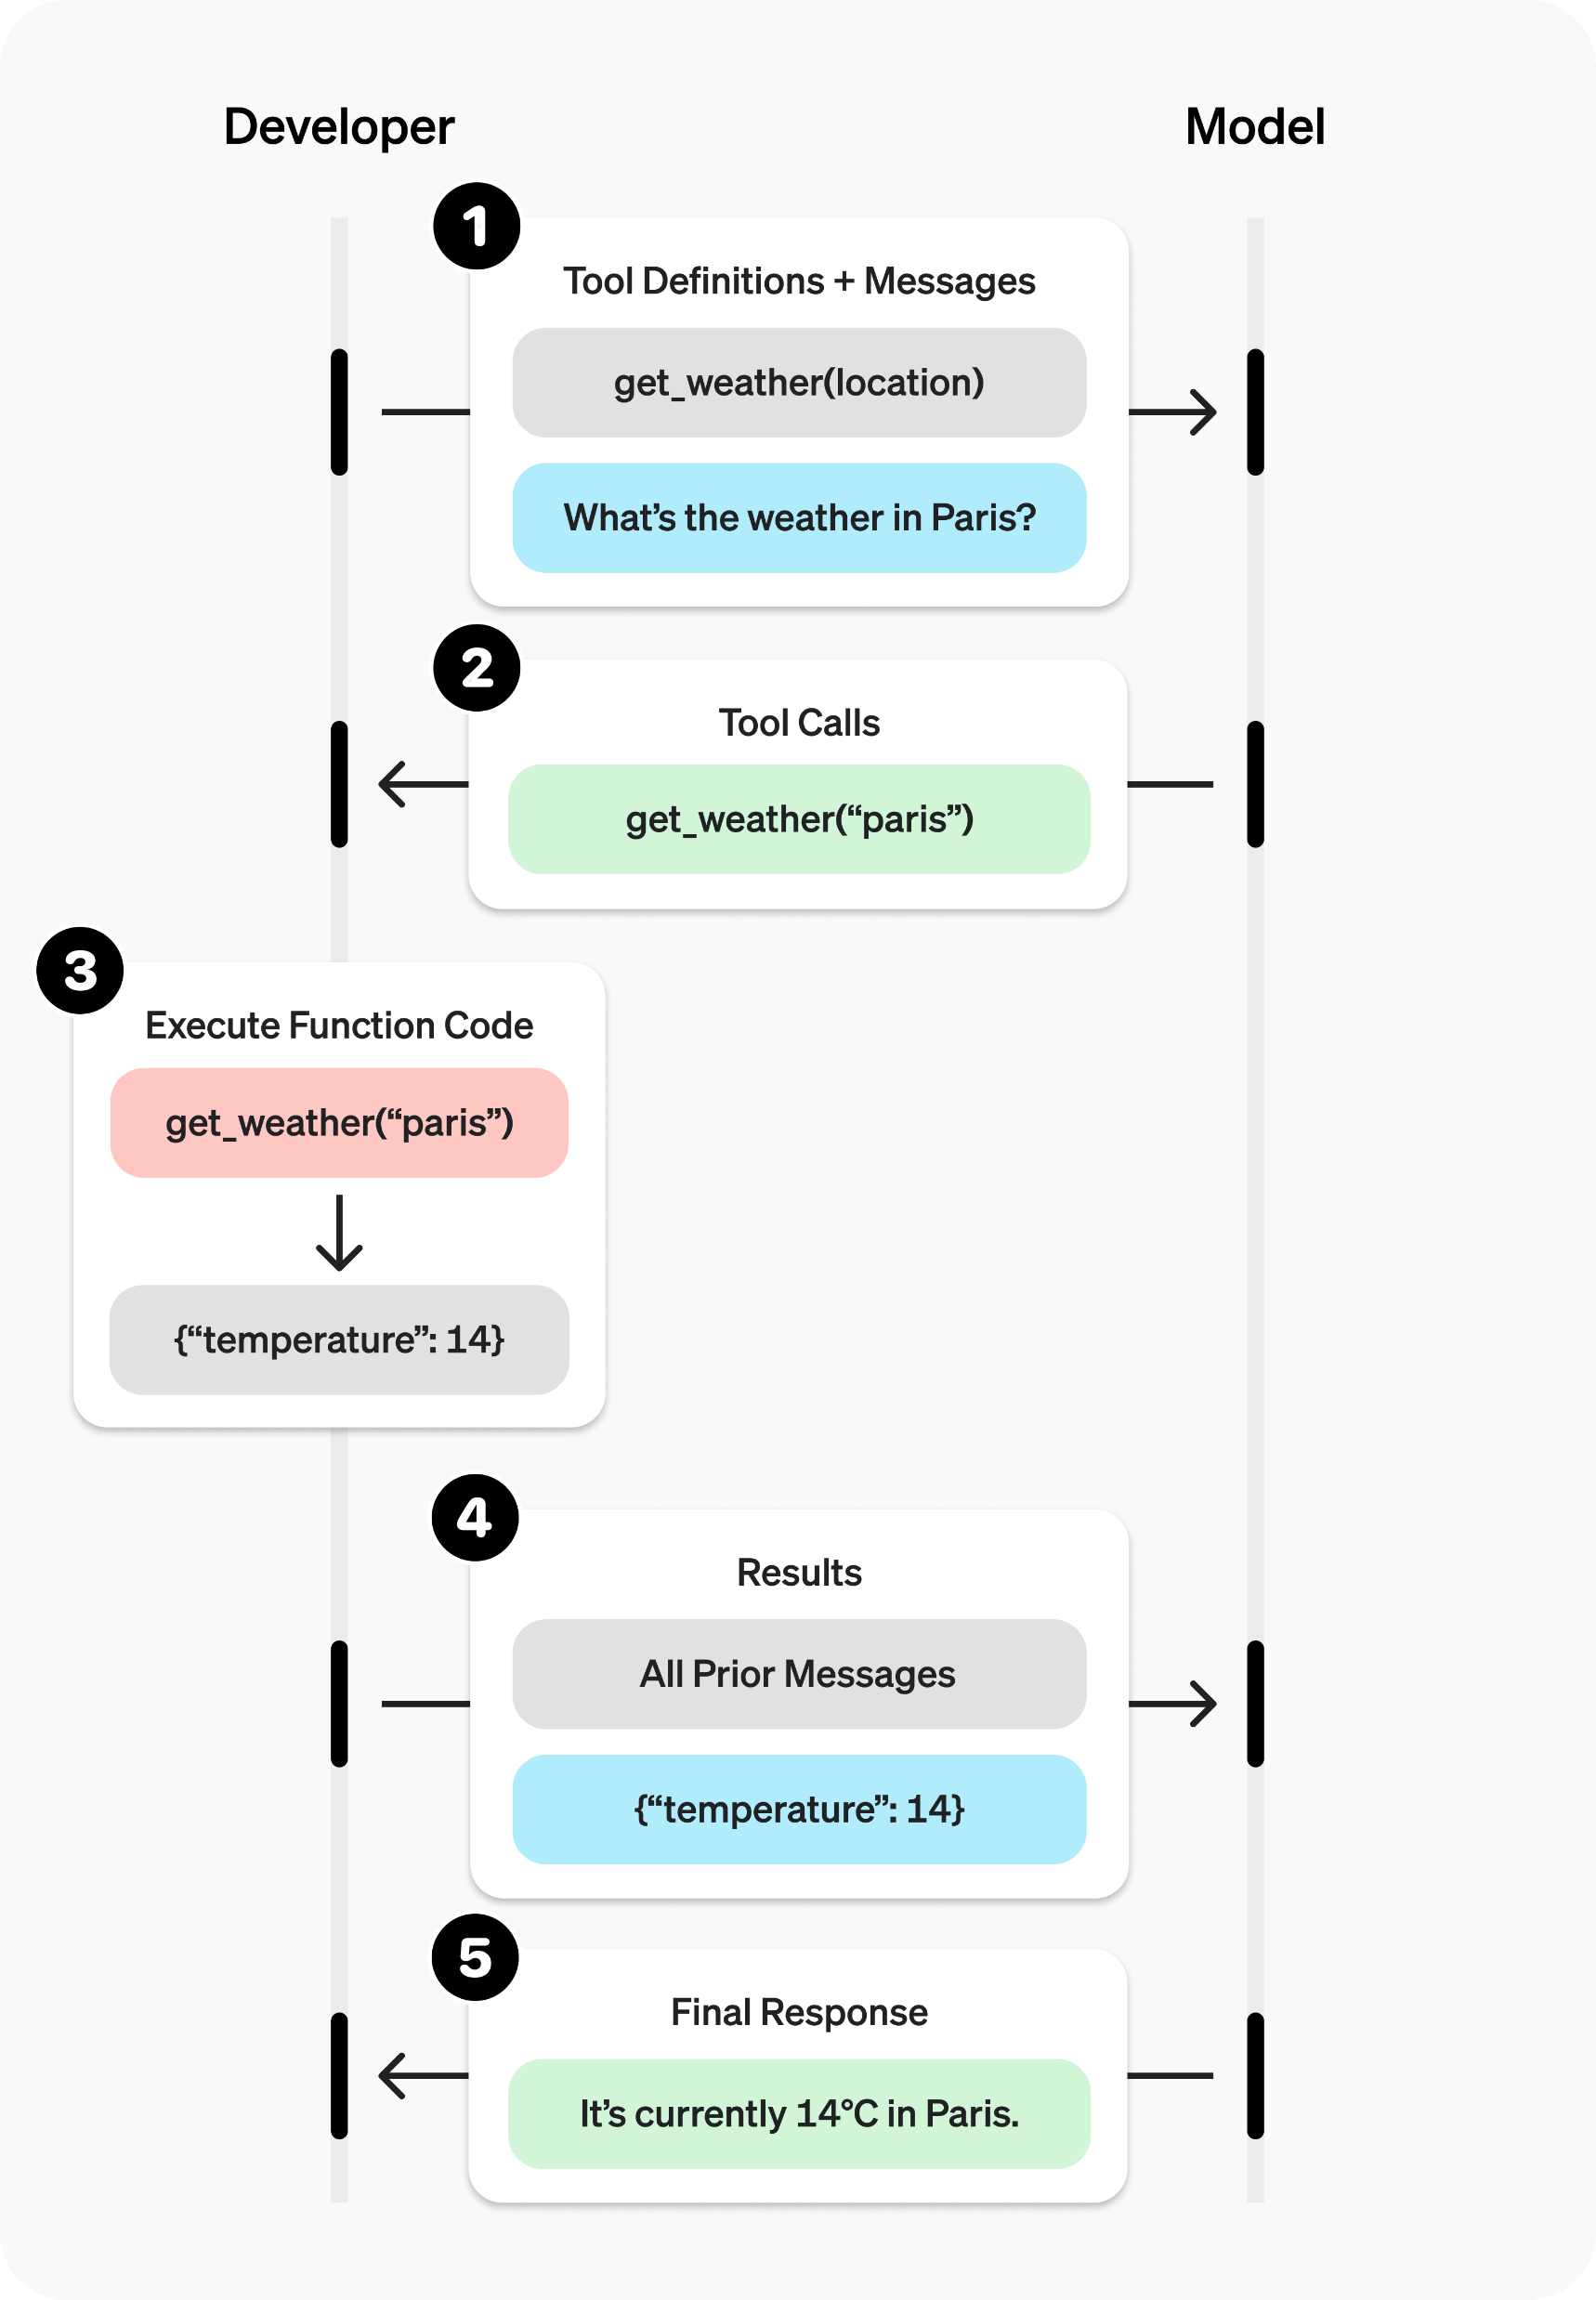 Developer
Model
1
Tool Definitions + Messages
get_weather(location)
What’s the weather in Paris?
2
Tool Calls
get_weather(“paris”)
3
Execute Function Code
get_weather(“paris”)
{“temperature”: 14}
4
Results
All Prior Messages
{“temperature”: 14}
5
Final Response
It’s currently 14°C in Paris.